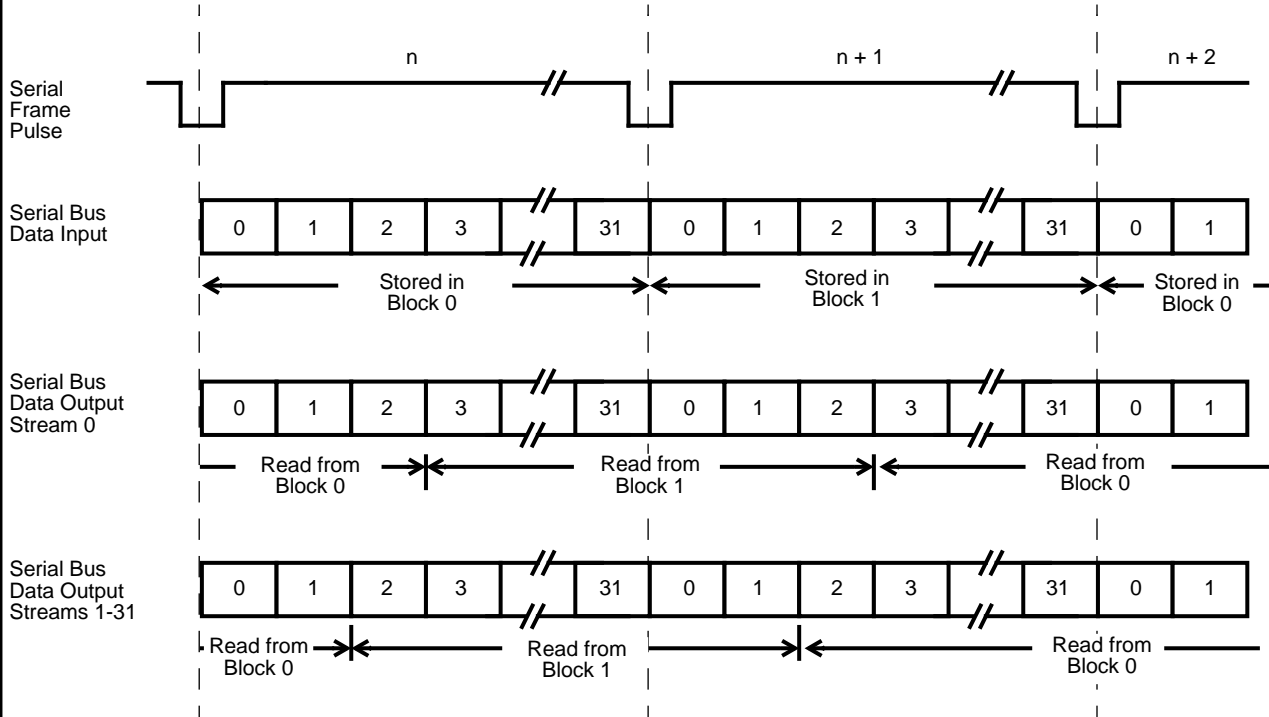 n
n + 1
n + 2
Serial
Frame
Pulse
Serial Bus
Data Input
0 1 2 3 31 0 1 2 3 31 0 1
Stored in
Block 0
Stored in
Block 1
Stored in
Block 0
Serial Bus
Data Output
Stream 0
0 1 2 3 31 0 1 2 3 31 0 1
Read from
Block 0
Read from
Block 1
Read from
Block 0
Serial Bus
Data Output
Streams 1-31
0 1 2 3 31 0 1 2 3 31 0 1
Read from
Block 0
Read from
Block 1
Read from
Block 0